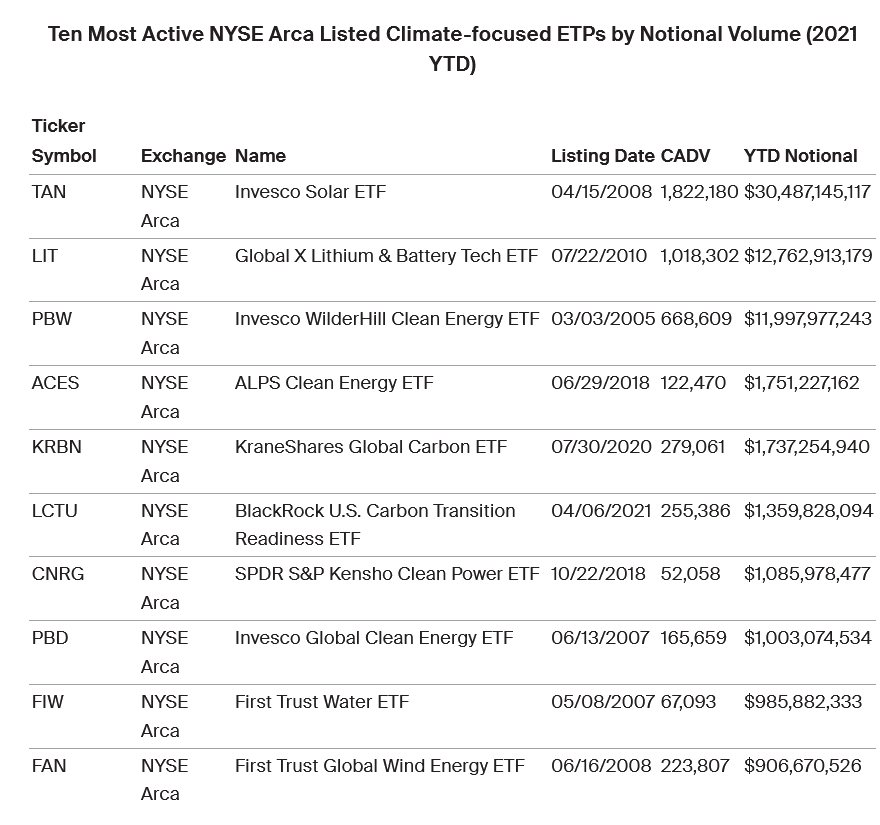 Ten Most Active NYSE Arca Listed Climate-focused ETPs by Notional Volume (2021
YTD)
Ticker
Symbol Exchange Name Listing Date CADV YTD Notional
TAN NYSE Invesco Solar ETF 04/15/2008 1,822,180 $30,487,145,117
Arca
LIT NYSE Global X Lithium & Battery Tech ETF 07/22/2010 1,018,302 $12,762,913,179
Arca
PBW NYSE Invesco WilderHill Clean Energy ETF 03/03/2005 668,609 $11,997,977,243
Arca
ACES NYSE ALPS Clean Energy ETF 06/29/2018 122,470 $1,751,227,162
Arca
KRBN NYSE KraneShares Global Carbon ETF 07/30/2020 279,061 $1,737,254,940
Arca
LCTU NYSE BlackRock U.S. Carbon Transition 04/06/2021 255,386 $1,359,828,094
Arca Readiness ETF
CNRG NYSE SPDR S&P Kensho Clean Power ETF 10/22/2018 52,058 $1,085,978,477
Arca
PBD NYSE Invesco Global Clean Energy ETF 06/13/2007 165,659 $1,003,074,534
Arca
FIW NYSE First Trust Water ETF 05/08/2007 67,093 $985,882,333
Arca
FAN NYSE First Trust Global Wind Energy ETF 06/16/2008 223,807 $906,670,526
Arca